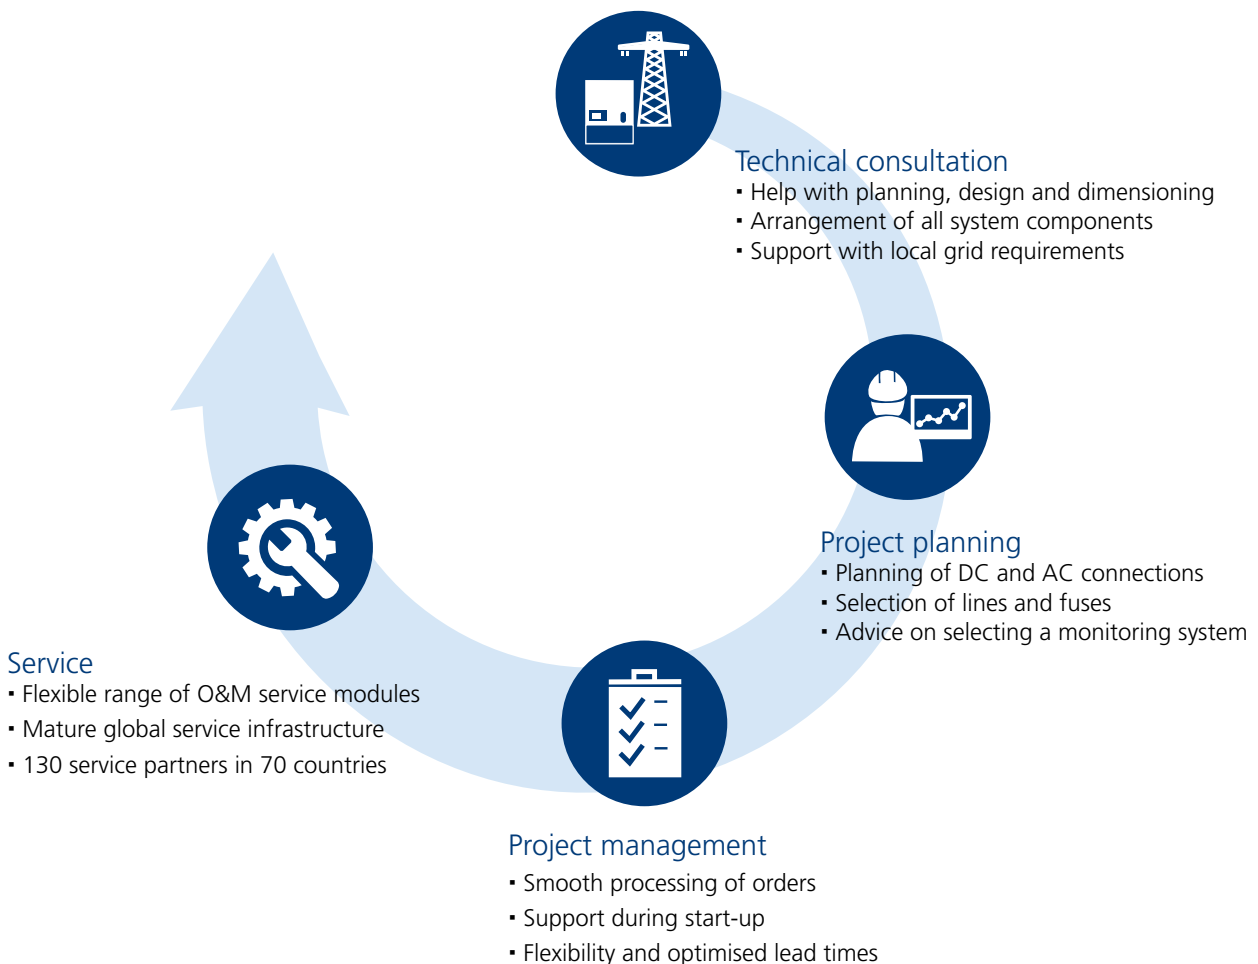 Technical consultation
▪ Help with planning, design and dimensioning
▪ Arrangement of all system components
▪ Support with local grid requirements
Project planning
▪ Planning of DC and AC connections
▪ Selection of lines and fuses
▪ Advice on selecting a monitoring system
Service
▪ Flexible range of O&M service modules
▪ Mature global service infrastructure
▪ 130 service partners in 70 countries
Project management
▪ Smooth processing of orders
▪ Support during start-up
▪ Flexibility and optimised lead times